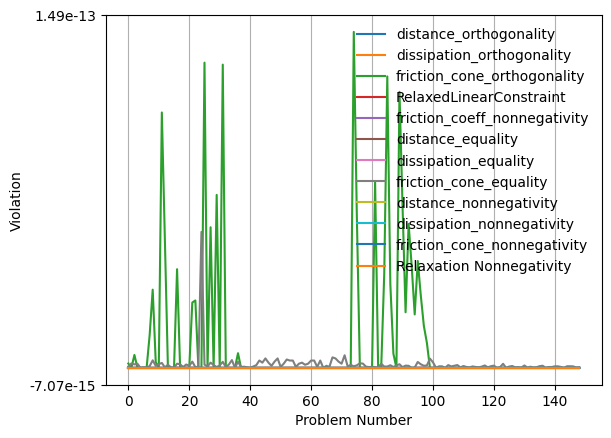 1.49e-13
distance_orthogonality
dissipation_orthogonality
friction_cone_orthogonality
RelaxedLinearConstraint
friction_coeff_nonnegativity
distance_equality
dissipation_equality
friction_cone_equality
distance_nonnegativity
dissipation_nonnegativity
friction_cone_nonnegativity
Relaxation Nonnegativity
Violation
-7.07e-15
0 20 40 60 80 100 120 140
Problem Number